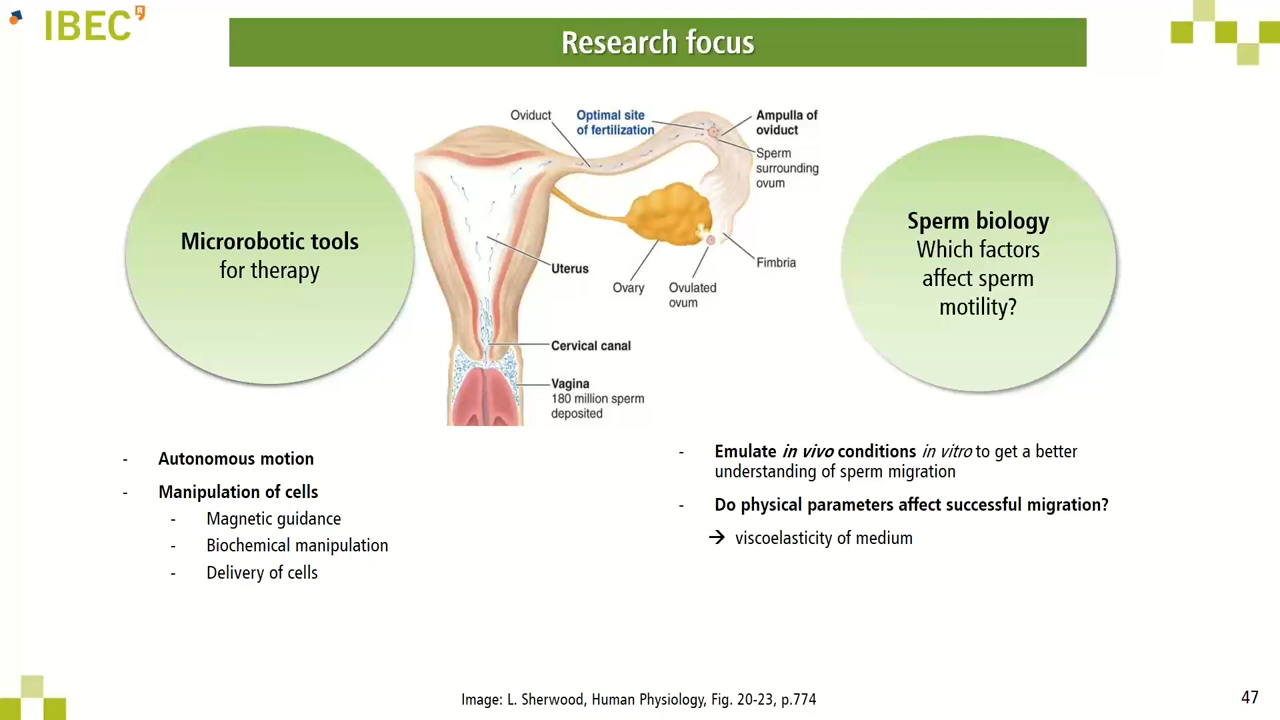 IBEC
R
Research focus
Microrobotic tools
for therapy
Oviduct
Optimal site
of fertilization
Ampulla of
oviduct
Sperm
surrounding
ovum
Fimbria
Ovulated
ovum
Ovary
Uterus
Cervical canal
Vagina
180 million sperm
deposited
Sperm biology
Which factors
affect sperm
motility?
- Autonomous motion
- Manipulation of cells
- Magnetic guidance
- Biochemical manipulation
- Delivery of cells
- Emulate in vivo conditions in vitro to get a better
understanding of sperm migration
- Do physical parameters affect successful migration?
→ viscoelasticity of medium
Image: L. Sherwood, Human Physiology, Fig. 20-23, p.774
47